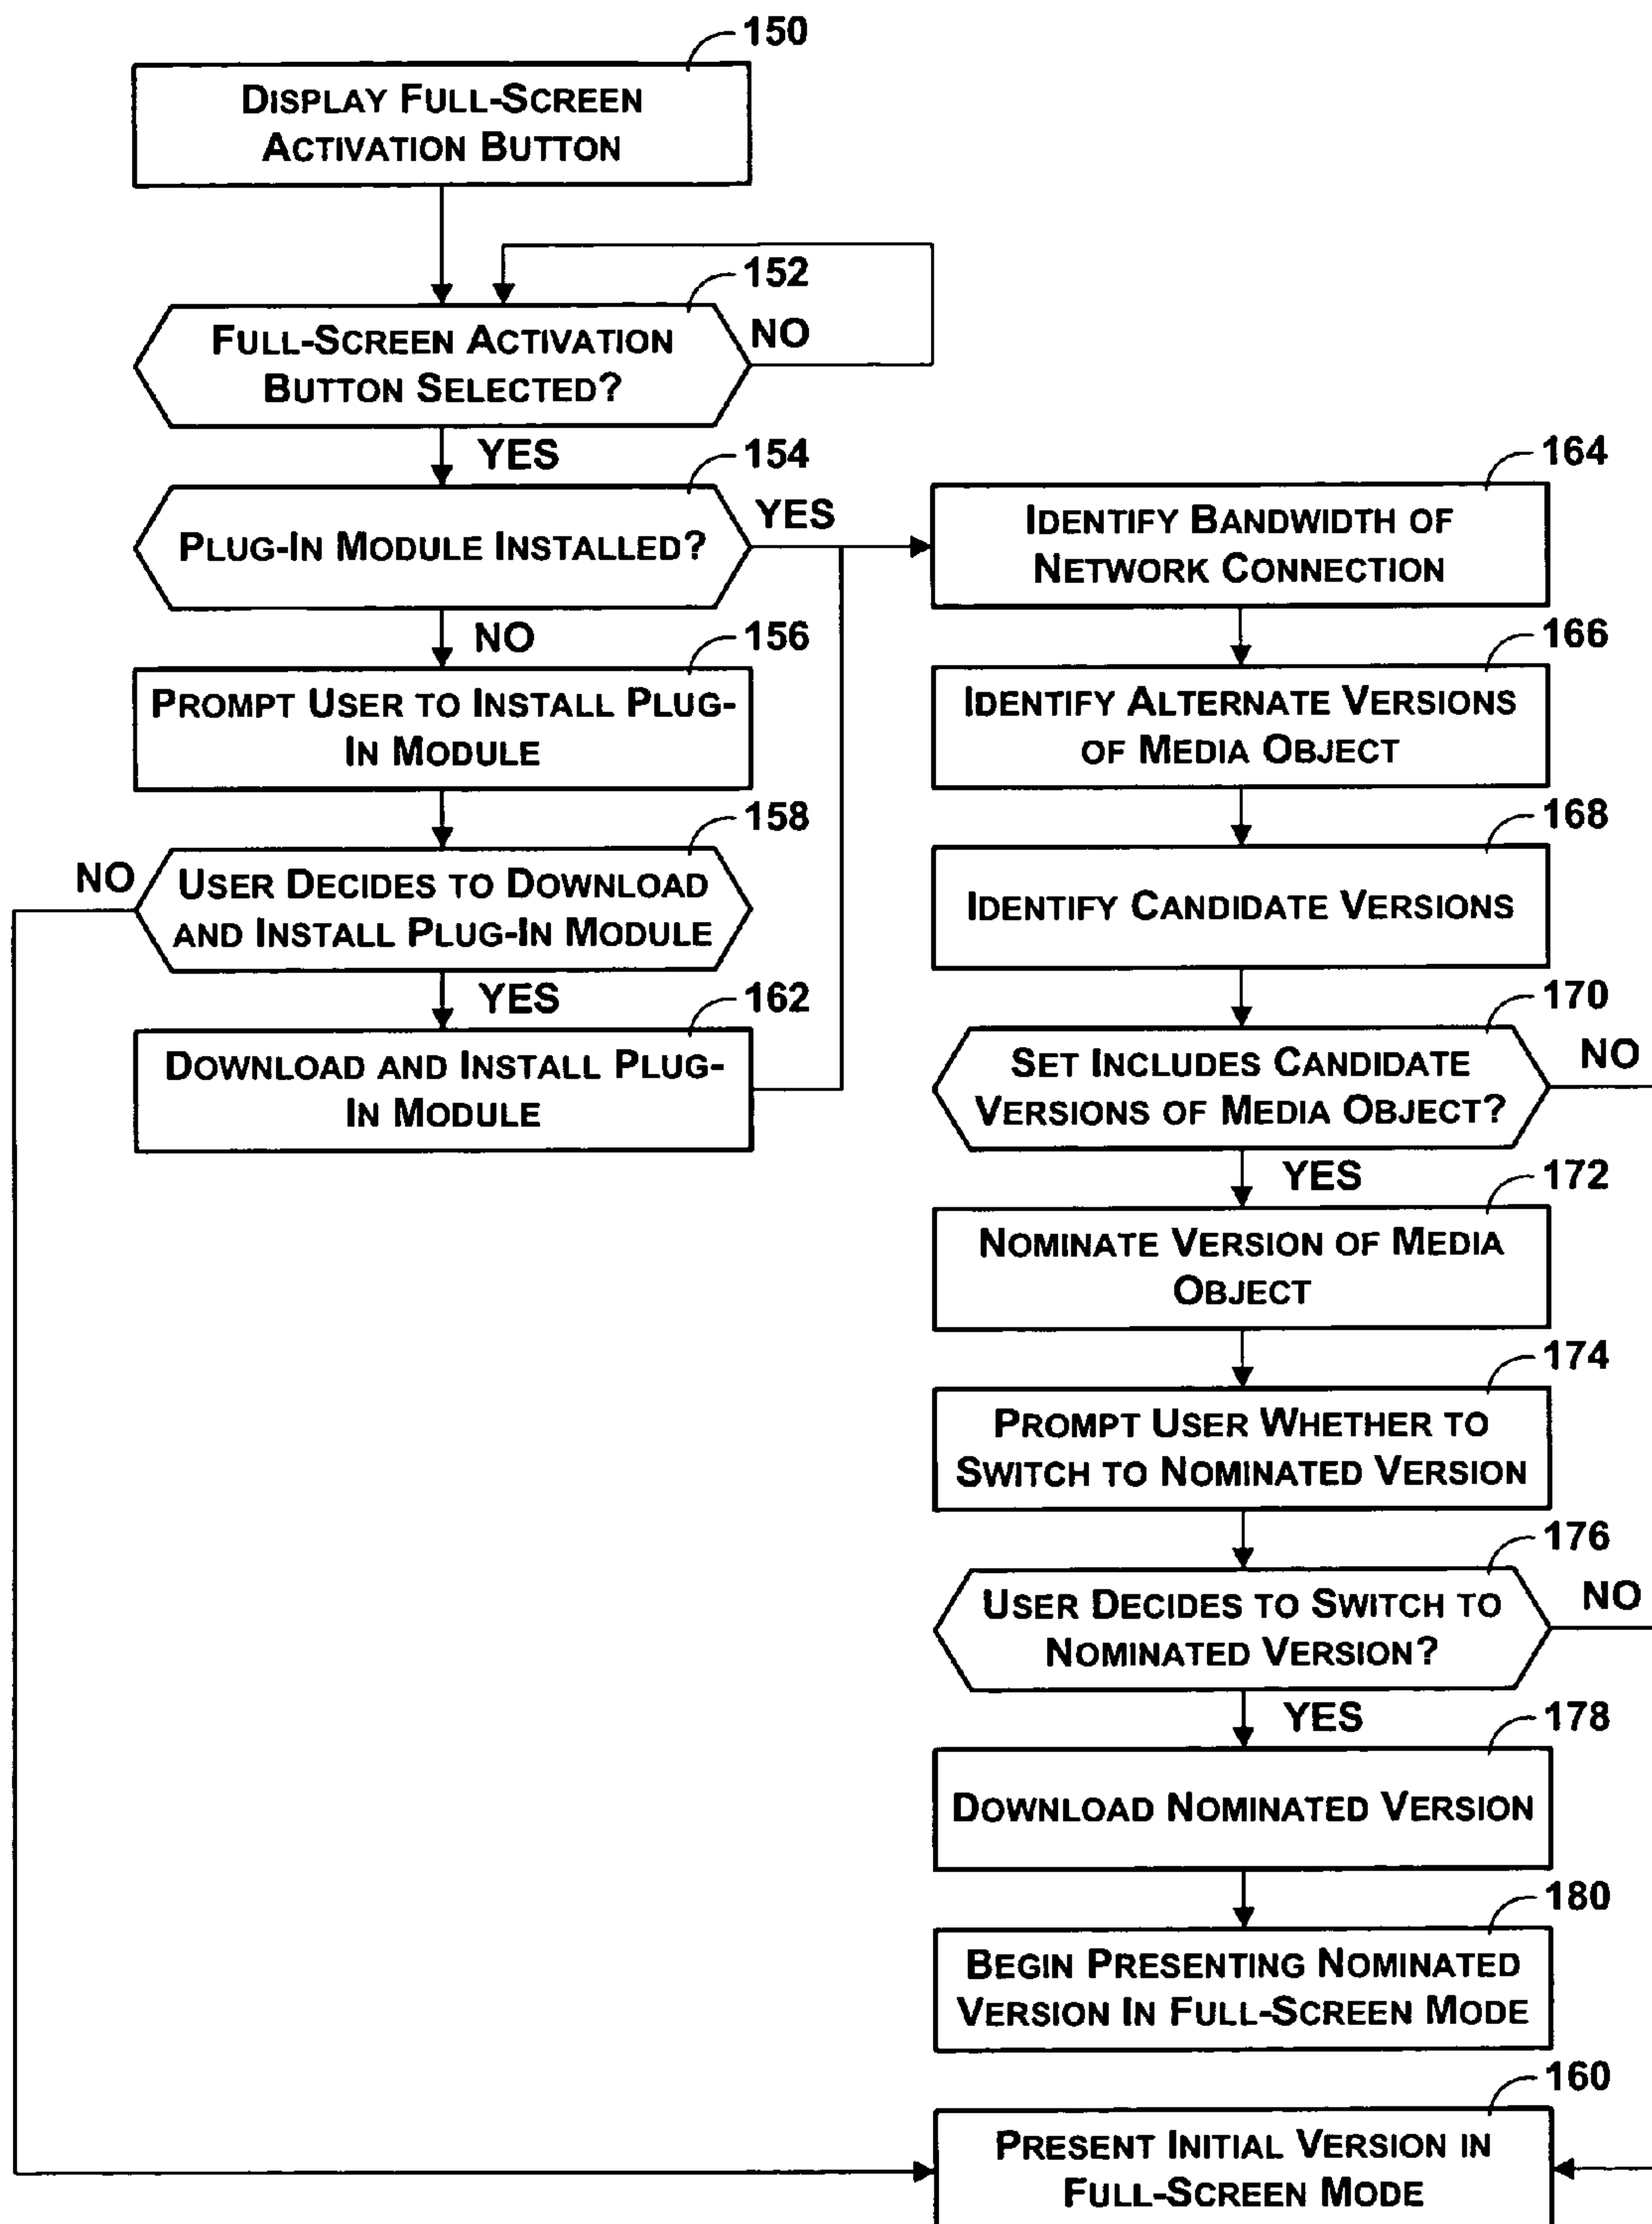 150
DISPLAY FULL-SCREEN
ACTIVATION BUTTON
152
FULL-SCREEN ACTIVATION
BUTTON SELECTED?
NO
YES
154
PLUG-IN MODULE INSTALLED?
YES
NO
156
PROMPT USER TO INSTALL PLUG-
IN MODULE
158
NO
USER DECIDES TO DOWNLOAD
AND INSTALL PLUG-IN MODULE
YES
162
DOWNLOAD AND INSTALL PLUG-
IN MODULE
164
IDENTIFY BANDWIDTH OF
NETWORK CONNECTION
166
IDENTIFY ALTERNATE VERSIONS
OF MEDIA OBJECT
168
IDENTIFY CANDIDATE VERSIONS
170
SET INCLUDES CANDIDATE
VERSIONS OF MEDIA OBJECT?
NO
YES
172
NOMINATE VERSION OF MEDIA
OBJECT
174
PROMPT USER WHETHER TO
SWITCH TO NOMINATED VERSION
176
USER DECIDES TO SWITCH TO
NOMINATED VERSION?
NO
YES
178
DOWNLOAD NOMINATED VERSION
180
BEGIN PRESENTING NOMINATED
VERSION IN FULL-SCREEN MODE
160
PRESENT INITIAL VERSION IN
FULL-SCREEN MODE